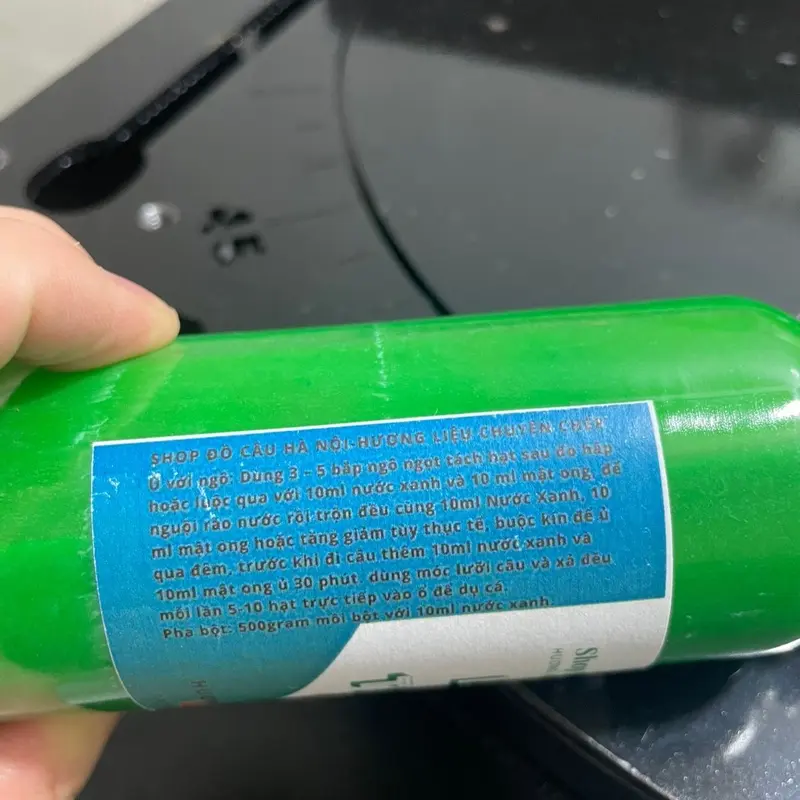 SHOP ĐỒ CÂU HÀ NỘI-HƯƠNG LIỆU CHUYÊN CHÉP
Ủ với ngô: Dùng 3 – 5 bắp ngô ngọt tách hạt sau đó hấp
hoặc luộc qua với 10ml nước xanh và 10 ml mật ong, để
nguội ráo nước rồi trộn đều cùng 10ml Nước Xanh, 10
ml mật ong hoặc tăng giảm tùy thực tế, buộc kín để ủ
qua đêm, trước khi đi câu thêm 10ml nước xanh và
10ml mật ong ủ 30 phút, dùng móc lưỡi câu và xả đều
mỗi lần 5-10 hạt trực tiếp vào ổ để dụ cá.
Pha bột: 500gram mồi bột với 10ml nước xanh.
Shop